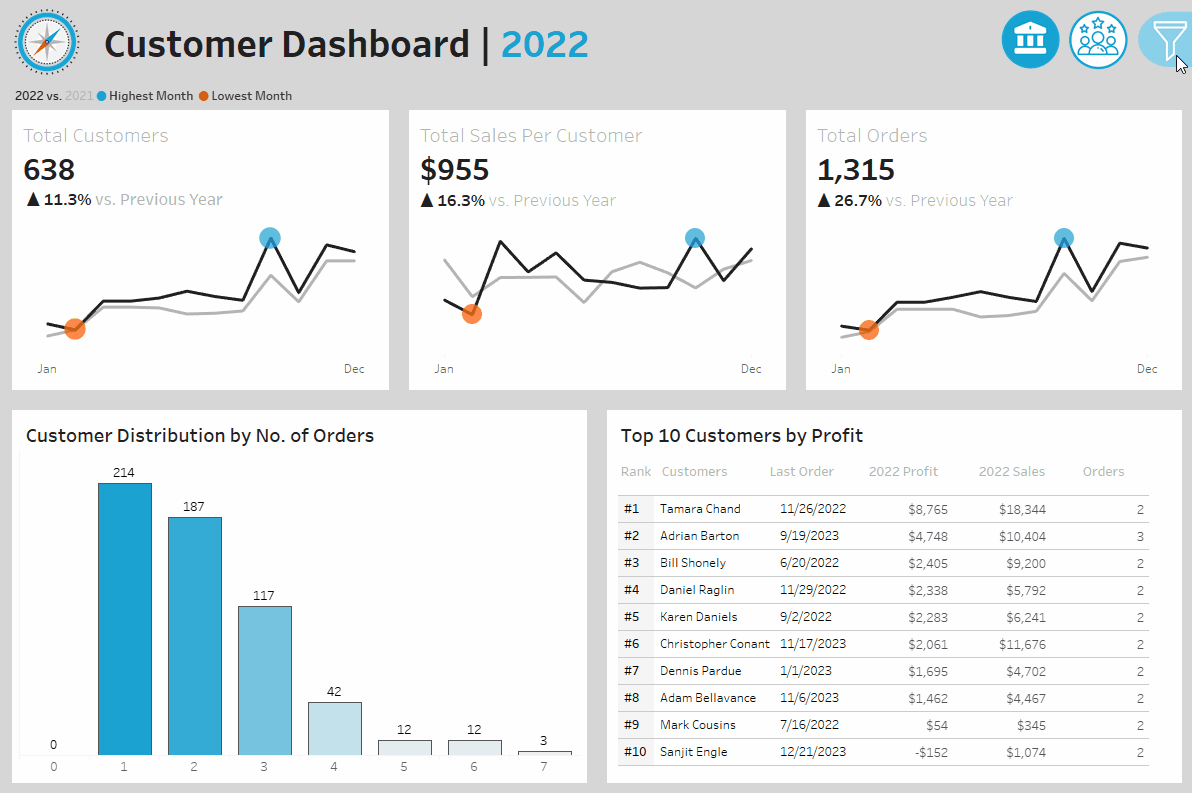 Customer Dashboard | 2022
2022 vs. 2021 Highest Month Lowest Month
Total Customers
638
▲ 11.3% vs. Previous Year
Jan Dec
Total Sales Per Customer
$955
▲ 16.3% vs. Previous Year
Jan Dec
Total Orders
1,315
▲ 26.7% vs. Previous Year
Jan Dec
Customer Distribution by No. of Orders
214
187
117
42
12 12
3
0
0 1 2 3 4 5 6 7
Top 10 Customers by Profit
Rank Customers Last Order 2022 Profit 2022 Sales Orders
#1 Tamara Chand 11/26/2022 $8,765 $18,344 2
#2 Adrian Barton 9/19/2023 $4,748 $10,404 3
#3 Bill Shonely 6/20/2022 $2,405 $9,200 2
#4 Daniel Raglin 11/29/2022 $2,338 $5,792 2
#5 Karen Daniels 9/2/2022 $2,283 $6,241 2
#6 Christopher Conant 11/17/2023 $2,061 $11,676 2
#7 Dennis Pardue 1/1/2023 $1,695 $4,702 2
#8 Adam Bellavance 11/6/2023 $1,462 $4,467 2
#9 Mark Cousins 7/16/2022 $54 $345 2
#10 Sanjit Engle 12/21/2023 -$152 $1,074 2